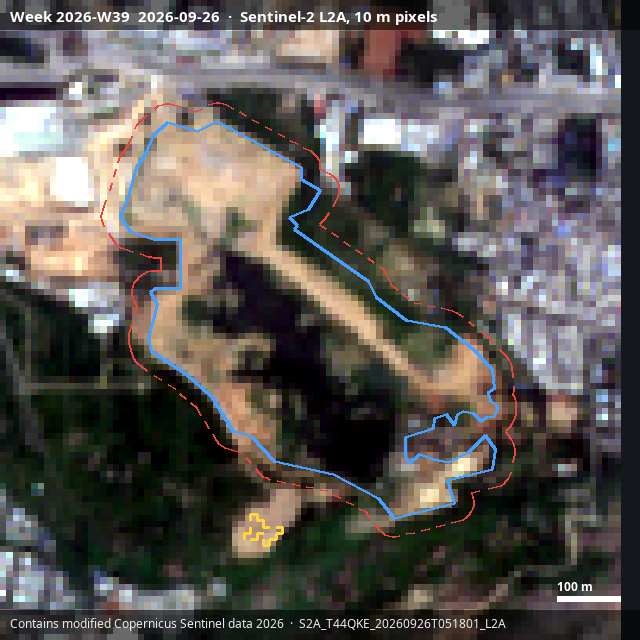 Week 2026-W39  2026-09-26  ·  Sentinel-2 L2A, 10 m pixels
100 m
Contains modified Copernicus Sentinel data 2026  ·  S2A_T44QKE_20260926T051801_L2A